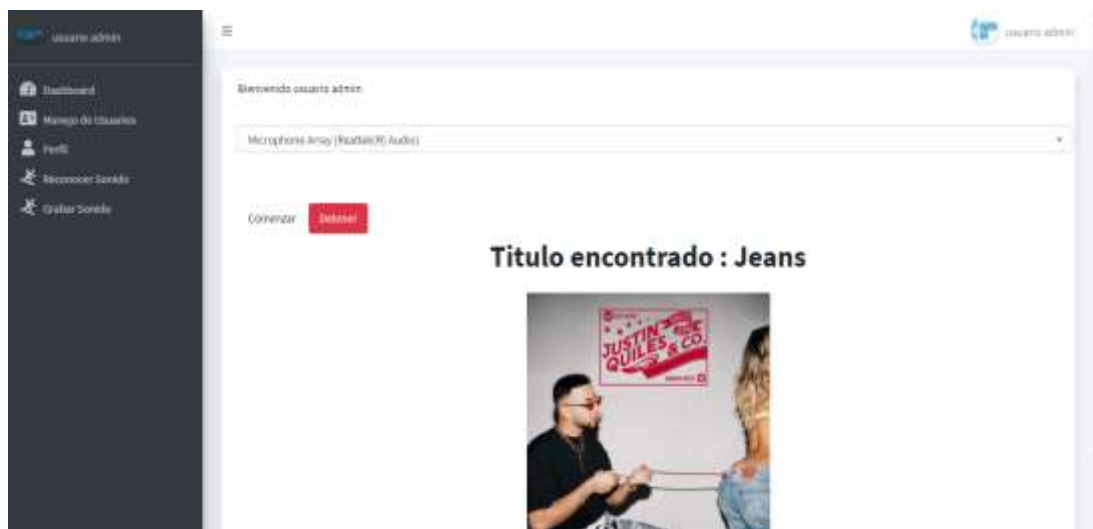 usuario admin
usuario admin
Dashboard
Manejo de Usuarios
Perfil
Reconocer Sonido
Grabar Sonido
Bienvenido usuario admin
Microphone Array (Realtek(R) Audio)
Comenzar
Detener
Titulo encontrado : Jeans
JUSTIN
QUILES
& CO.